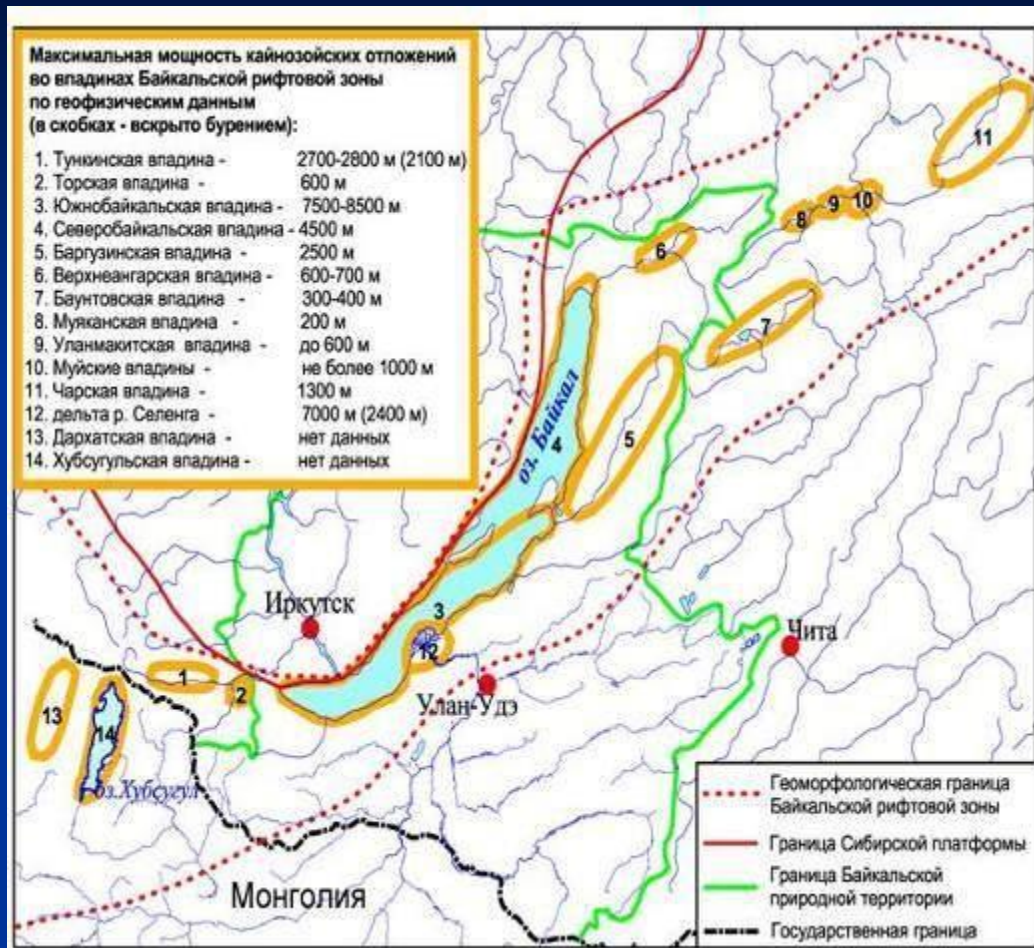 Максимальная мощность кайнозойских отложений
во впадинах Байкальской рифтовой зоны
по геофизическим данным
(в скобках - вскрыто бурением):
1. Тункинская впадина - 2700-2800 м (2100 м)
2. Торская впадина - 600 м
3. Южнобайкальская впадина - 7500-8500 м
4. Северобайкальская впадина - 4500 м
5. Баргузинская впадина - 2500 м
6. Верхнеангарская впадина - 600-700 м
7. Баунтовская впадина - 300-400 м
8. Муяканская впадина - 200 м
9. Уланмакитская впадина - до 600 м
10. Муйские впадины - не более 1000 м
11. Чарская впадина - 1300 м
12. дельта р. Селенга - 7000 м (2400 м)
13. Дархатская впадина - нет данных
14. Хубсугульская впадина - нет данных
11
8
9
10
6
7
оз. Байкал
4
5
Иркутск
3
12
Чита
Улан-Удэ
1
2
13
14
оз.Хубсугул
Монголия
Геоморфологическая граница
Байкальской рифтовой зоны
Граница Сибирской платформы
Граница Байкальской
природной территории
Государственная граница